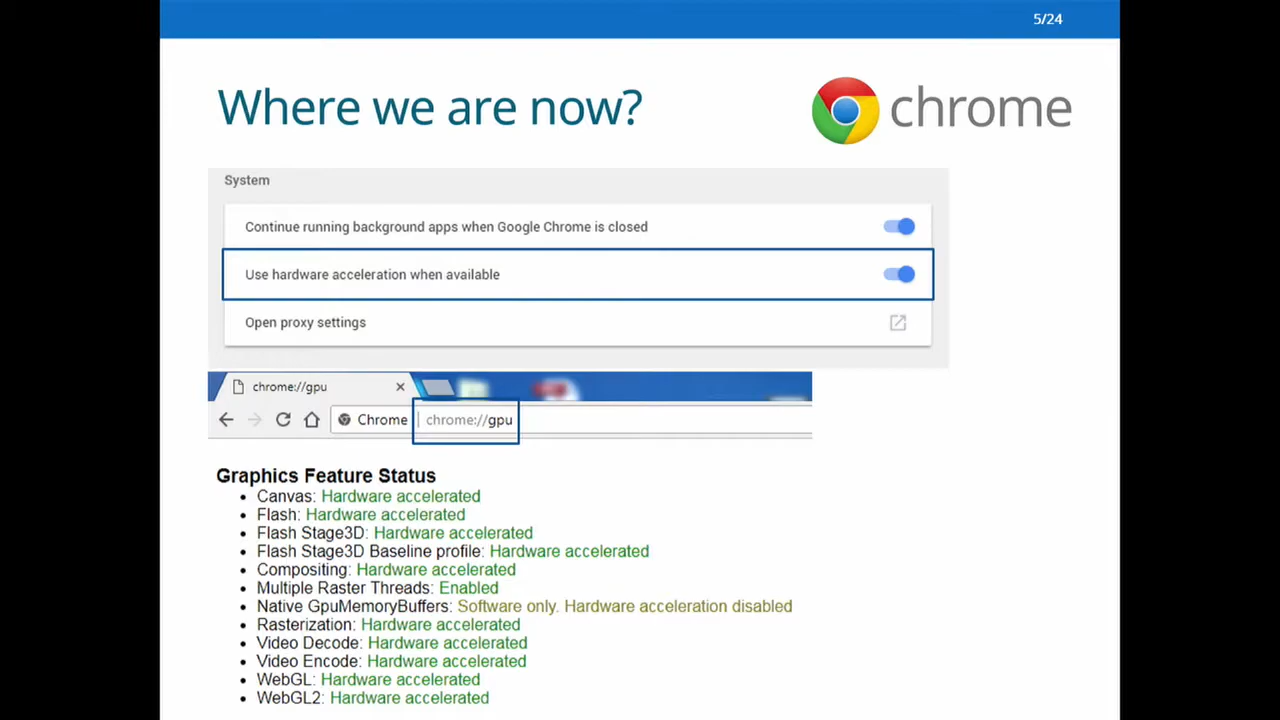 5/24
Where we are now?
chrome
System
Continue running background apps when Google Chrome is closed
Use hardware acceleration when available
Open proxy settings
chrome://gpu
Chrome | chrome://gpu
Graphics Feature Status
• Canvas: Hardware accelerated
• Flash: Hardware accelerated
• Flash Stage3D: Hardware accelerated
• Flash Stage3D Baseline profile: Hardware accelerated
• Compositing: Hardware accelerated
• Multiple Raster Threads: Enabled
• Native GpuMemoryBuffers: Software only. Hardware acceleration disabled
• Rasterization: Hardware accelerated
• Video Decode: Hardware accelerated
• Video Encode: Hardware accelerated
• WebGL: Hardware accelerated
• WebGL2: Hardware accelerated